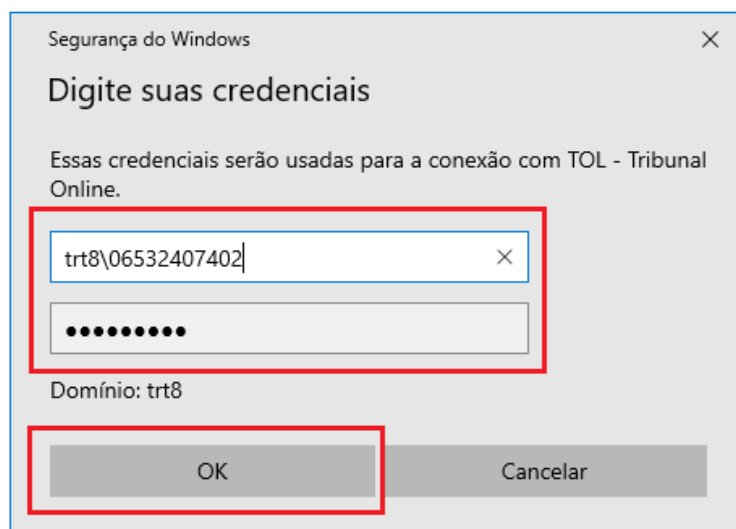 Segurança do Windows
Digite suas credenciais
Essas credenciais serão usadas para a conexão com TOL - Tribunal
Online.
trt8\06532407402
●●●●●●●●●
Domínio: trt8
OK
Cancelar